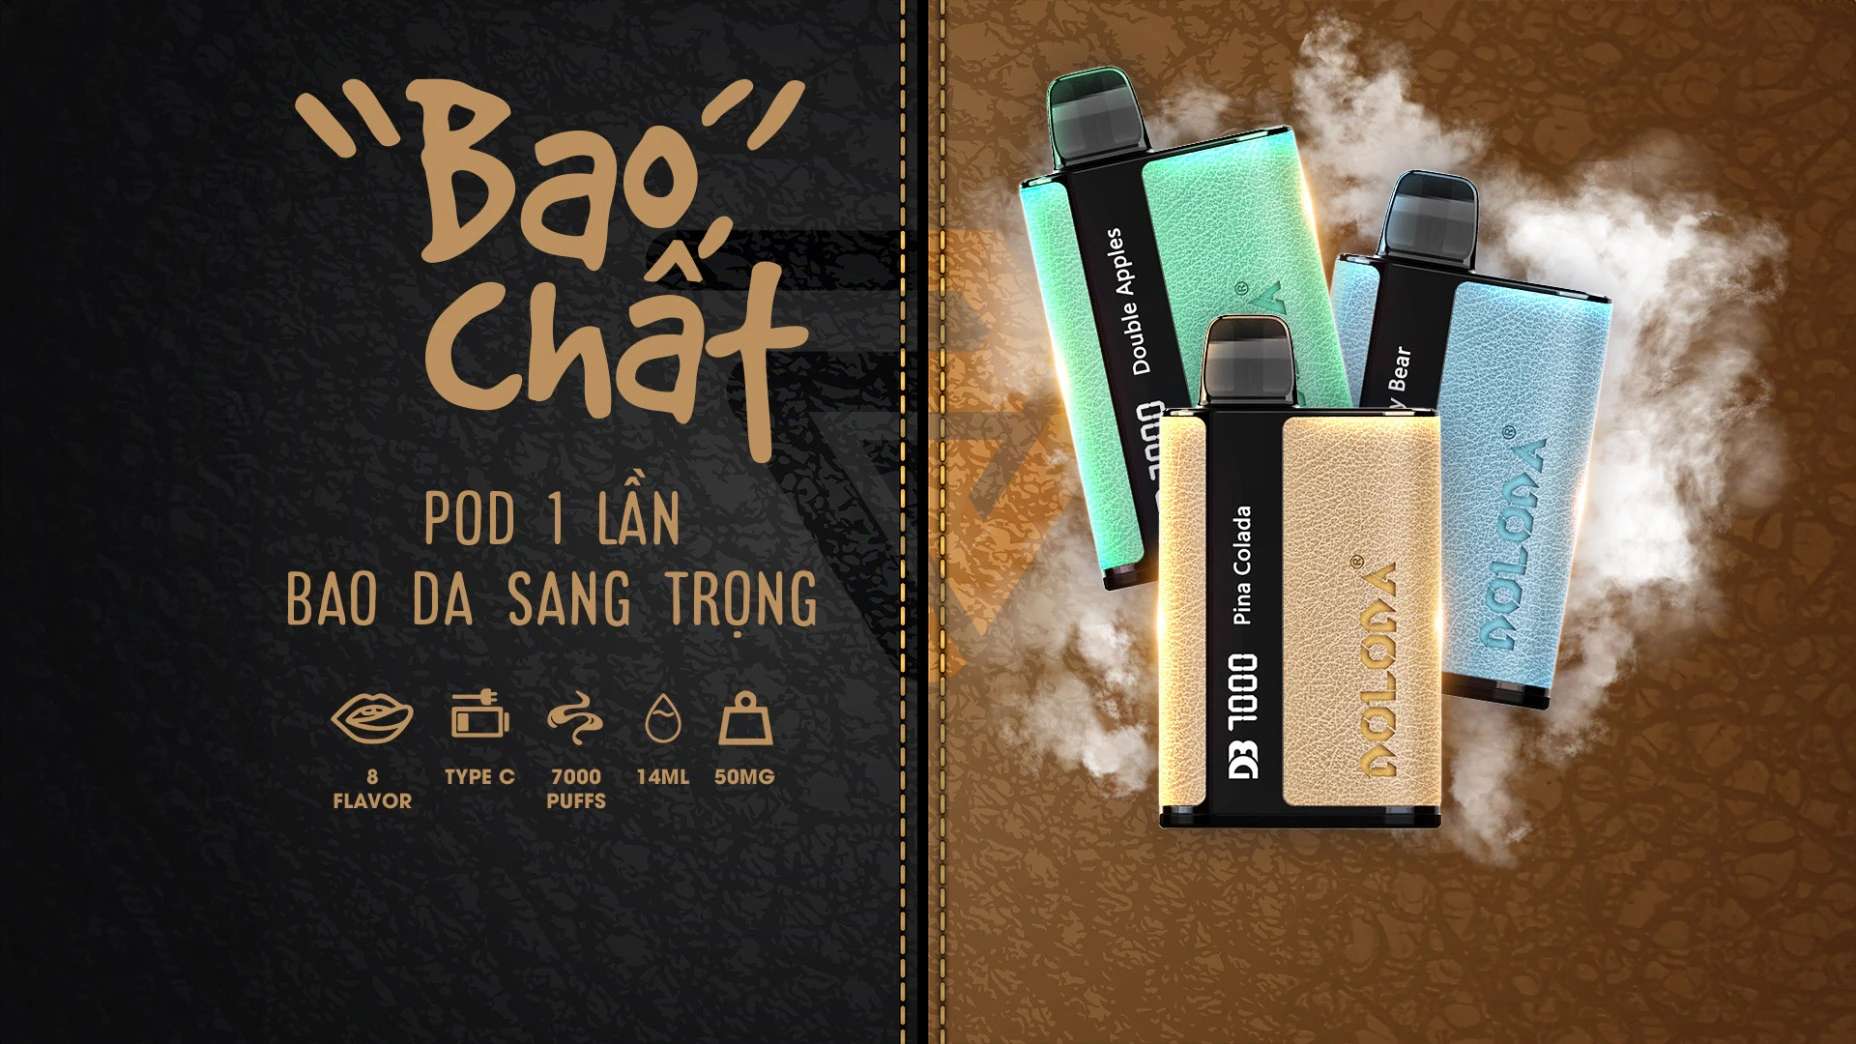 "Bao"
chất
POD 1 LẦN
BAO DA SANG TRỌNG
8
FLAVOR
TYPE C
7000
PUFFS
14ML
50MG
Double Apples
7000
y Bear
DOLODA®
DB 7000 Pina Colada
DOLODA®